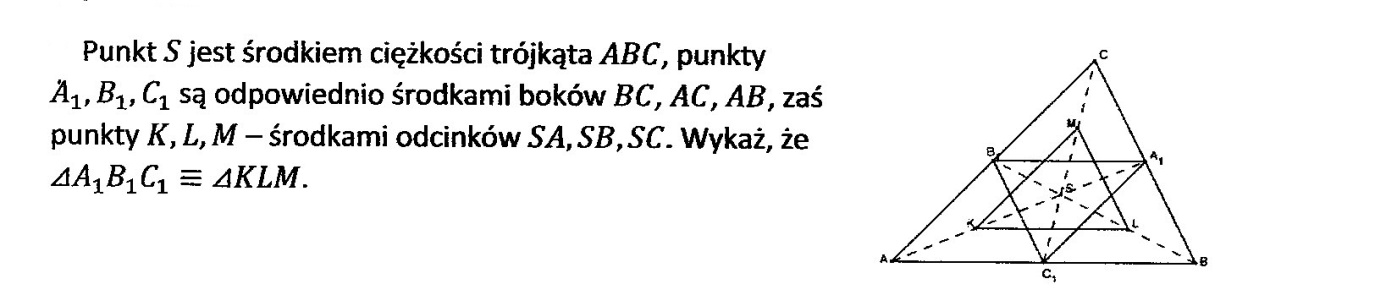 Punkt S jest środkiem ciężkości trójkąta ABC, punkty
A₁, B₁, C₁ są odpowiednio środkami boków BC, AC, AB, zaś
punkty K, L, M – środkami odcinków SA, SB, SC. Wykaż, że
ΔA₁B₁C₁ ≡ ΔKLM.
C
M
B₁
A₁
S
K
L
A
C₁
B